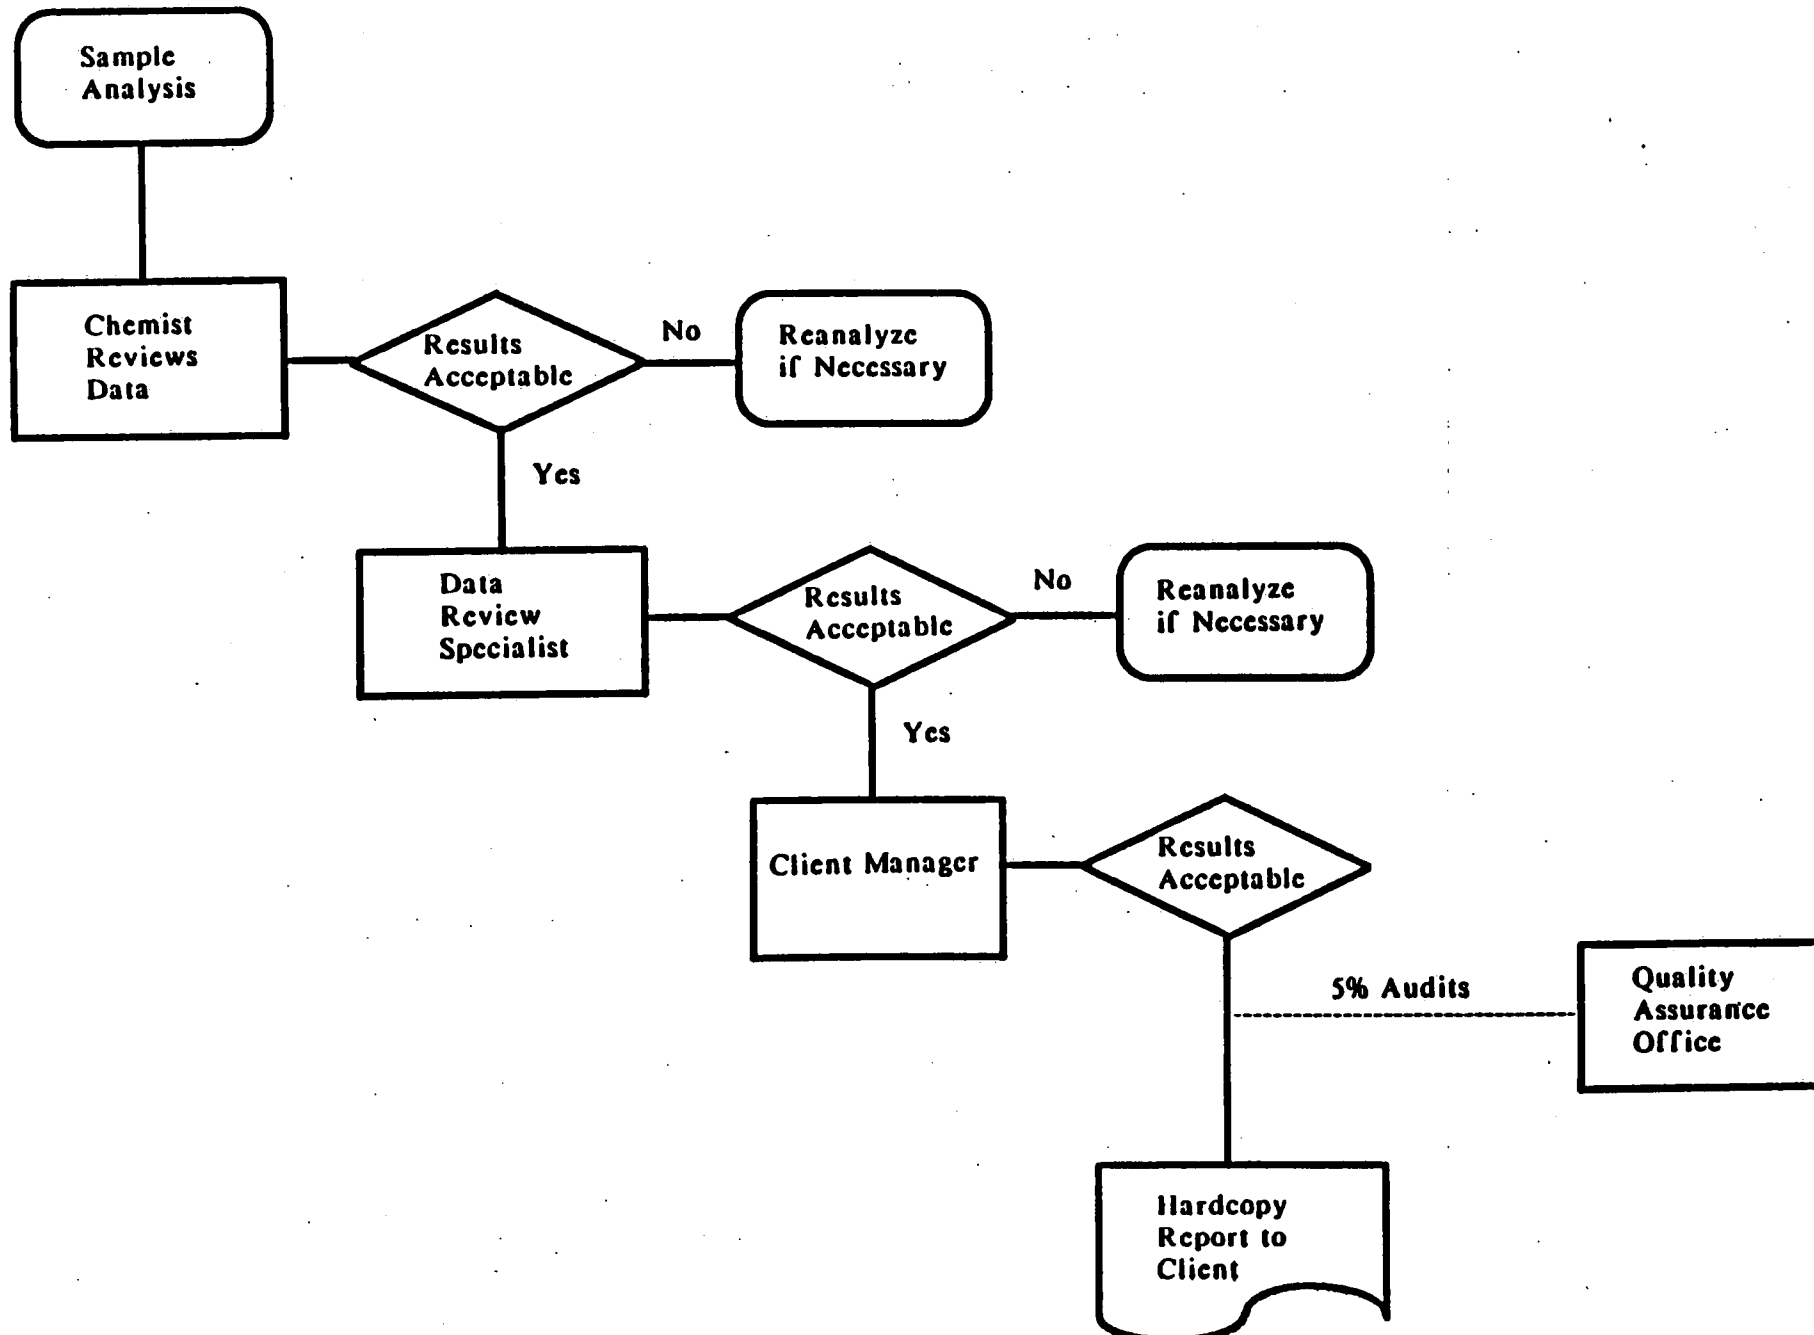 Sample
Analysis
Chemist
Reviews
Data
Results
Acceptable
No
Reanalyze
if Necessary
Yes
Data
Review
Specialist
Results
Acceptable
No
Reanalyze
if Necessary
Yes
Client Manager
Results
Acceptable
5% Audits
Quality
Assurance
Office
Hardcopy
Report to
Client